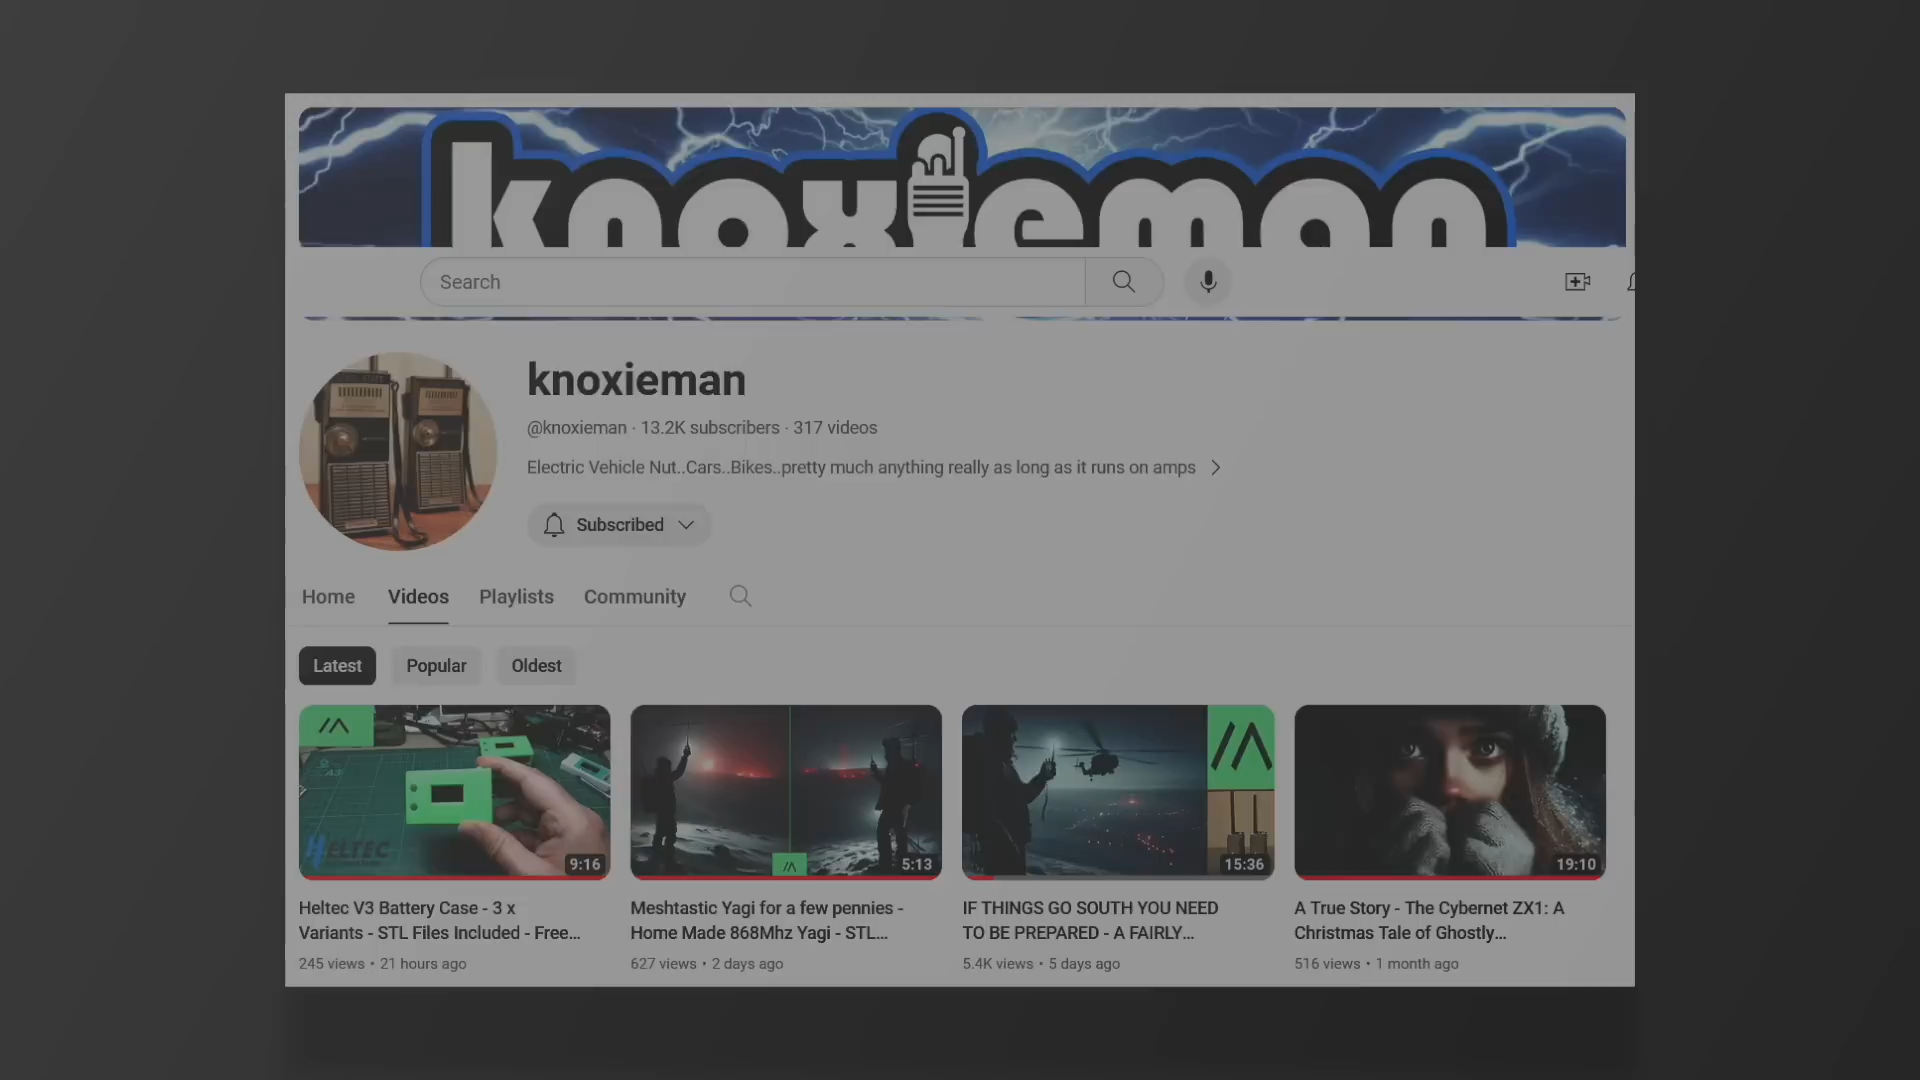 knoxieman
Search
knoxieman
@knoxieman · 13.2K subscribers · 317 videos
Electric Vehicle Nut..Cars..Bikes..pretty much anything really as long as it runs on amps
Subscribed
Home Videos Playlists Community
Latest Popular Oldest
HELTEC
9:16
5:13
15:36
19:10
Heltec V3 Battery Case - 3 x
Variants - STL Files Included - Free...
245 views • 21 hours ago
Meshtastic Yagi for a few pennies -
Home Made 868Mhz Yagi - STL...
627 views • 2 days ago
IF THINGS GO SOUTH YOU NEED
TO BE PREPARED - A FAIRLY...
5.4K views • 5 days ago
A True Story - The Cybernet ZX1: A
Christmas Tale of Ghostly...
516 views • 1 month ago